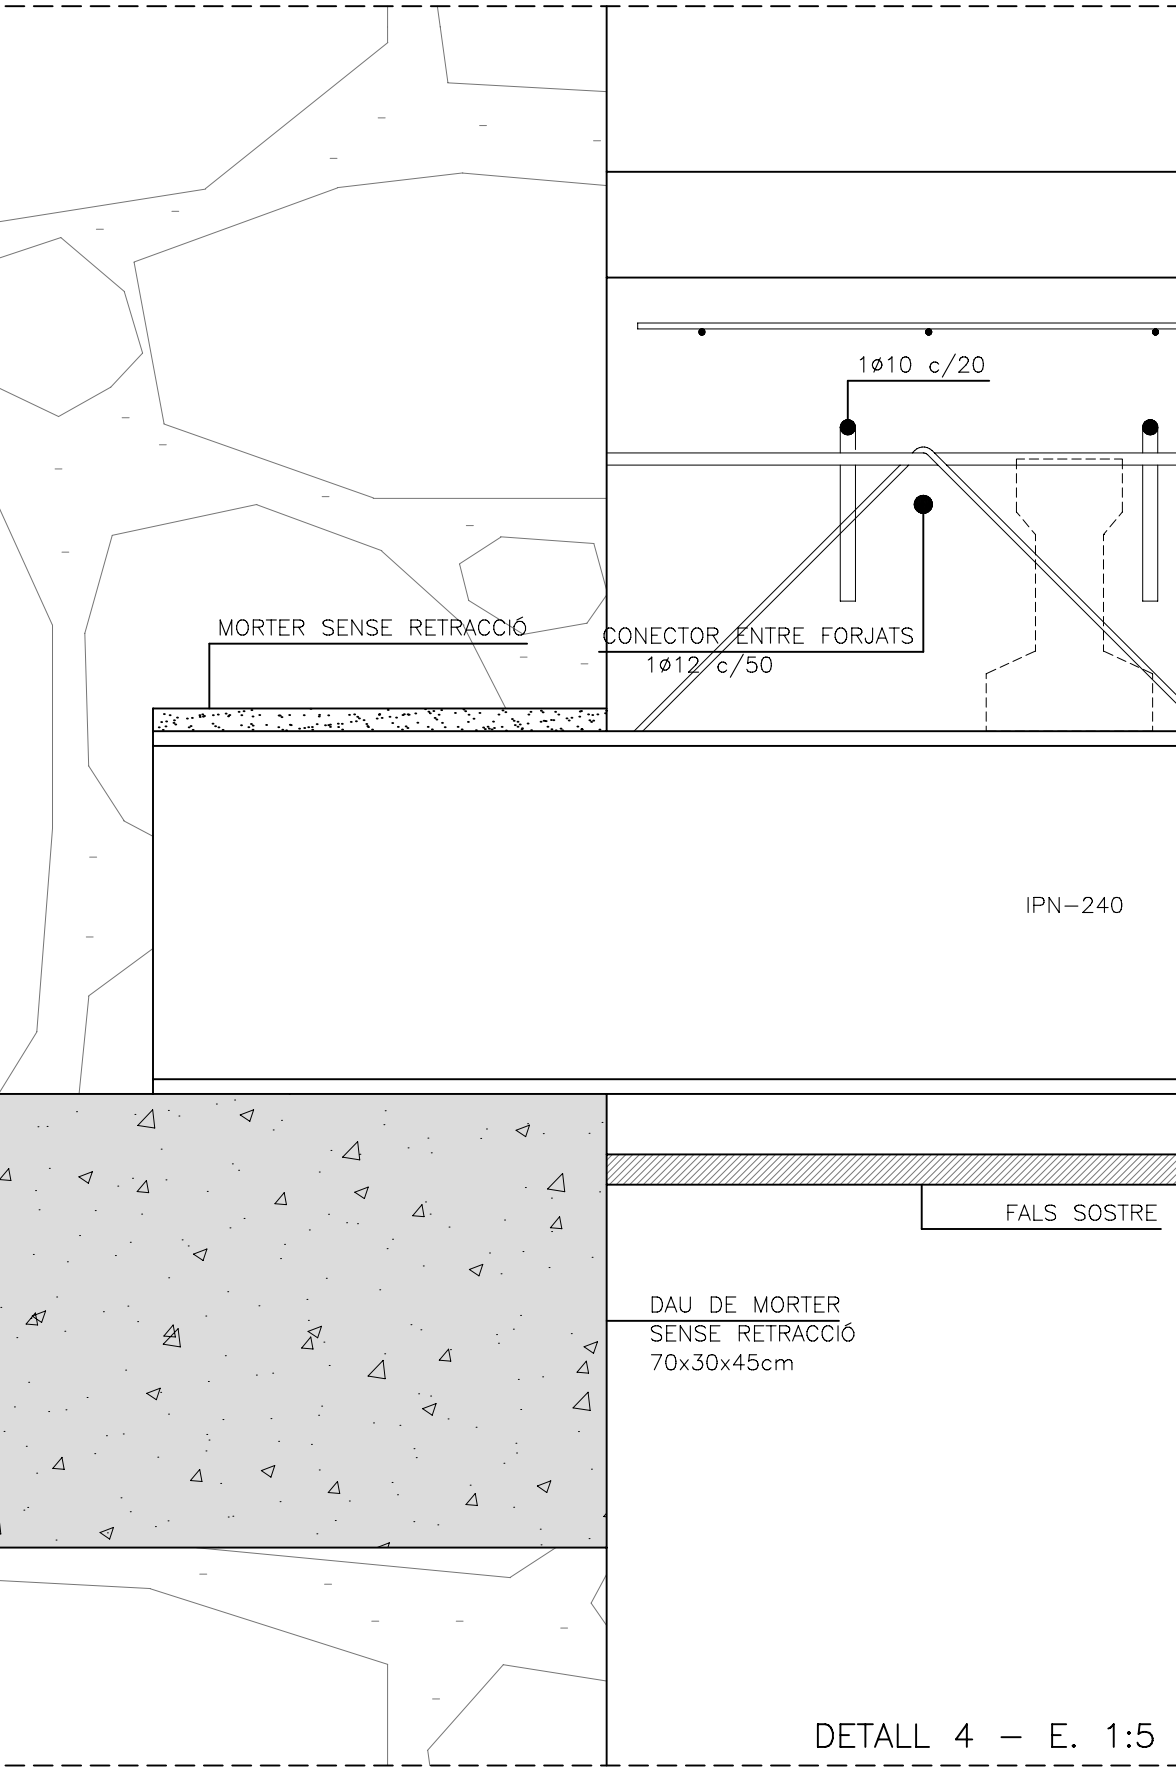 1ø10 c/20
MORTER SENSE RETRACCIÓ
CONECTOR ENTRE FORJATS
1ø12 c/50
IPN-240
FALS SOSTRE
DAU DE MORTER
SENSE RETRACCIÓ
70x30x45cm
DETALL 4 - E. 1:5